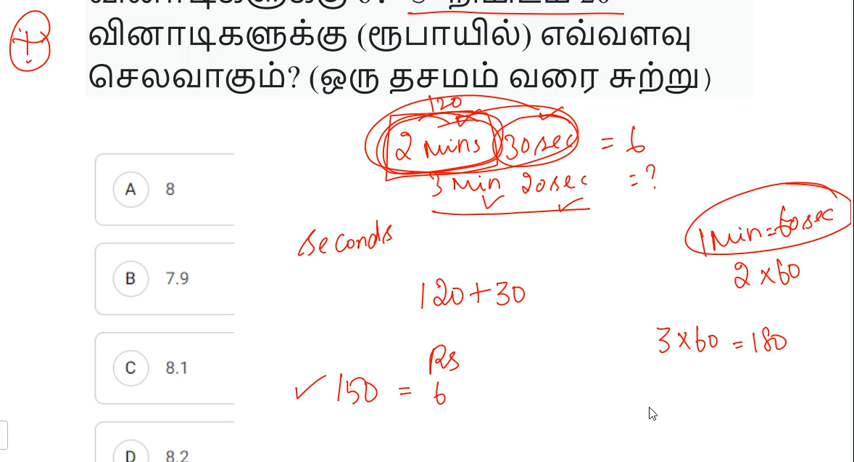 வினாடிகளுக்கு (ரூபாயில்) எவ்வளவு
செலவாகும்? (ஒரு தசமம் வரை சுற்று)
120
2 Mins 30 sec = 6
3 Min 20 sec = ?
A 8
seconds
1 Min = 60 sec
2 x 60
B 7.9
120 + 30
3 x 60 = 180
Rs
C 8.1
150 = 6
D 8.2